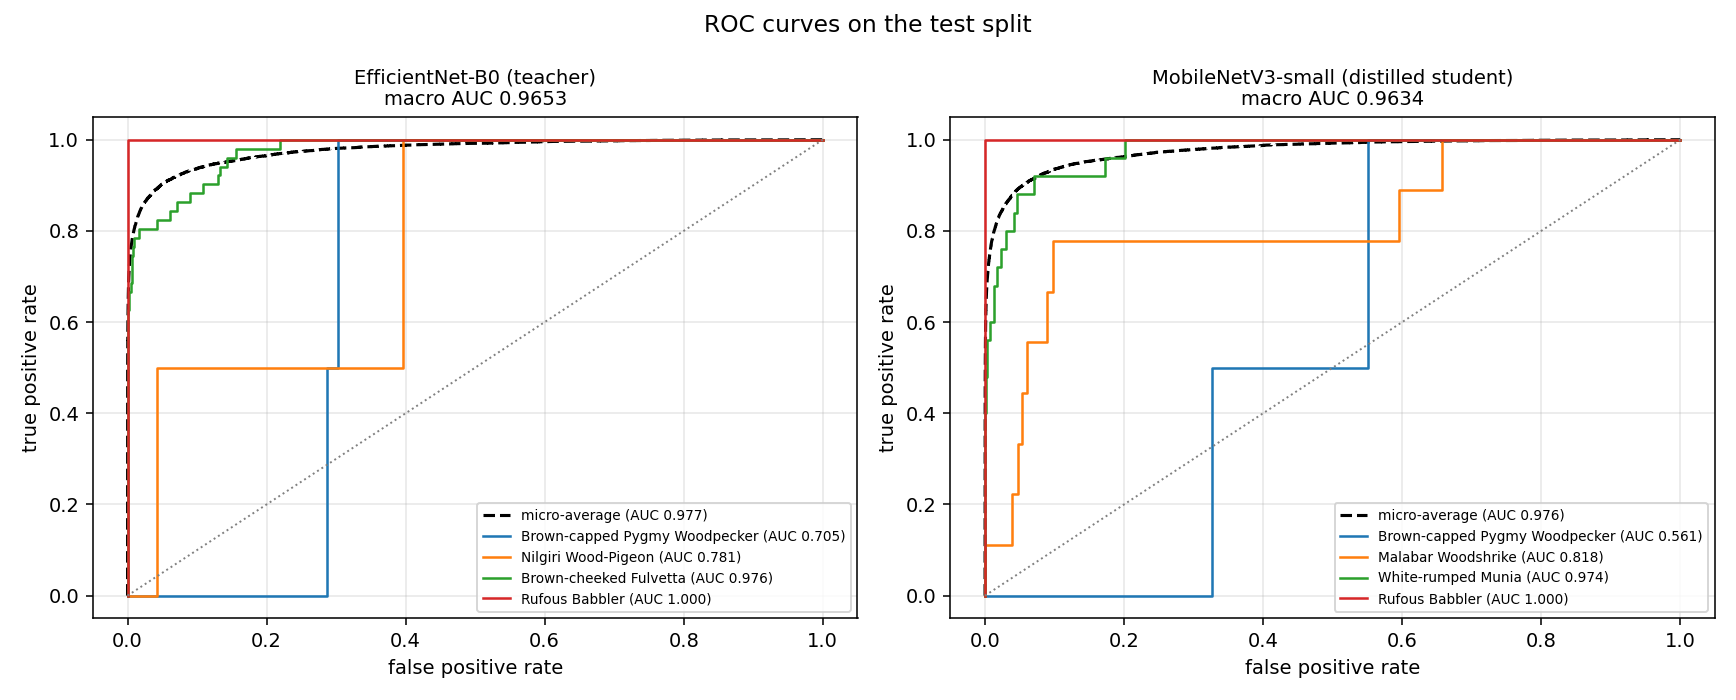 ROC curves on the test split
EfficientNet-B0 (teacher)
macro AUC 0.9653
true positive rate
1.0
0.8
0.6
0.4
0.2
0.0
0.0 0.2 0.4 0.6 0.8 1.0
false positive rate
micro-average (AUC 0.977)
Brown-capped Pygmy Woodpecker (AUC 0.705)
Nilgiri Wood-Pigeon (AUC 0.781)
Brown-cheeked Fulvetta (AUC 0.976)
Rufous Babbler (AUC 1.000)
MobileNetV3-small (distilled student)
macro AUC 0.9634
true positive rate
1.0
0.8
0.6
0.4
0.2
0.0
0.0 0.2 0.4 0.6 0.8 1.0
false positive rate
micro-average (AUC 0.976)
Brown-capped Pygmy Woodpecker (AUC 0.561)
Malabar Woodshrike (AUC 0.818)
White-rumped Munia (AUC 0.974)
Rufous Babbler (AUC 1.000)